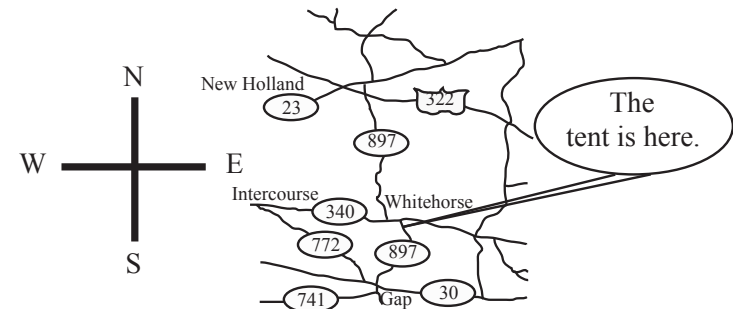 N
W
E
S
New Holland
23
322
The
tent is here.
897
Intercourse
Whitehorse
340
772
897
741
Gap
30